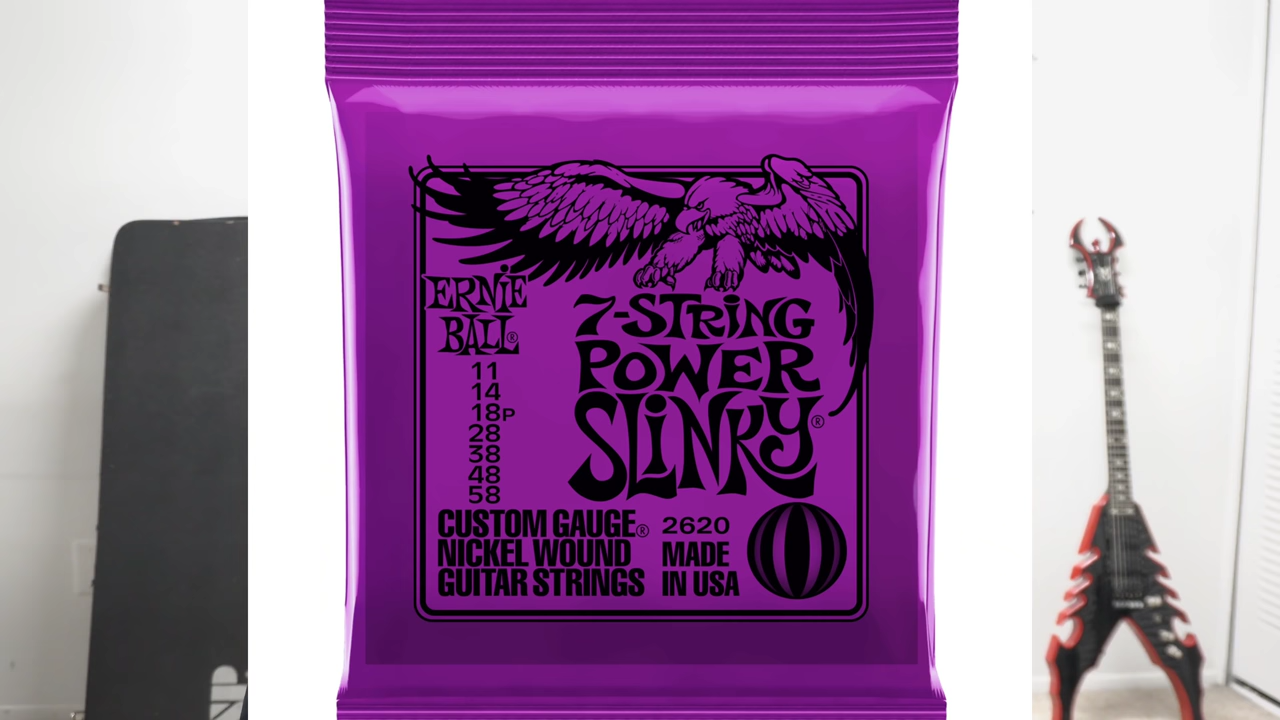 ERNIE
BALL®
11
14
18P
28
38
48
58
7-STRING
POWER
SLINKY®
CUSTOM GAUGE®
NICKEL WOUND
GUITAR STRINGS
2620
MADE
IN USA